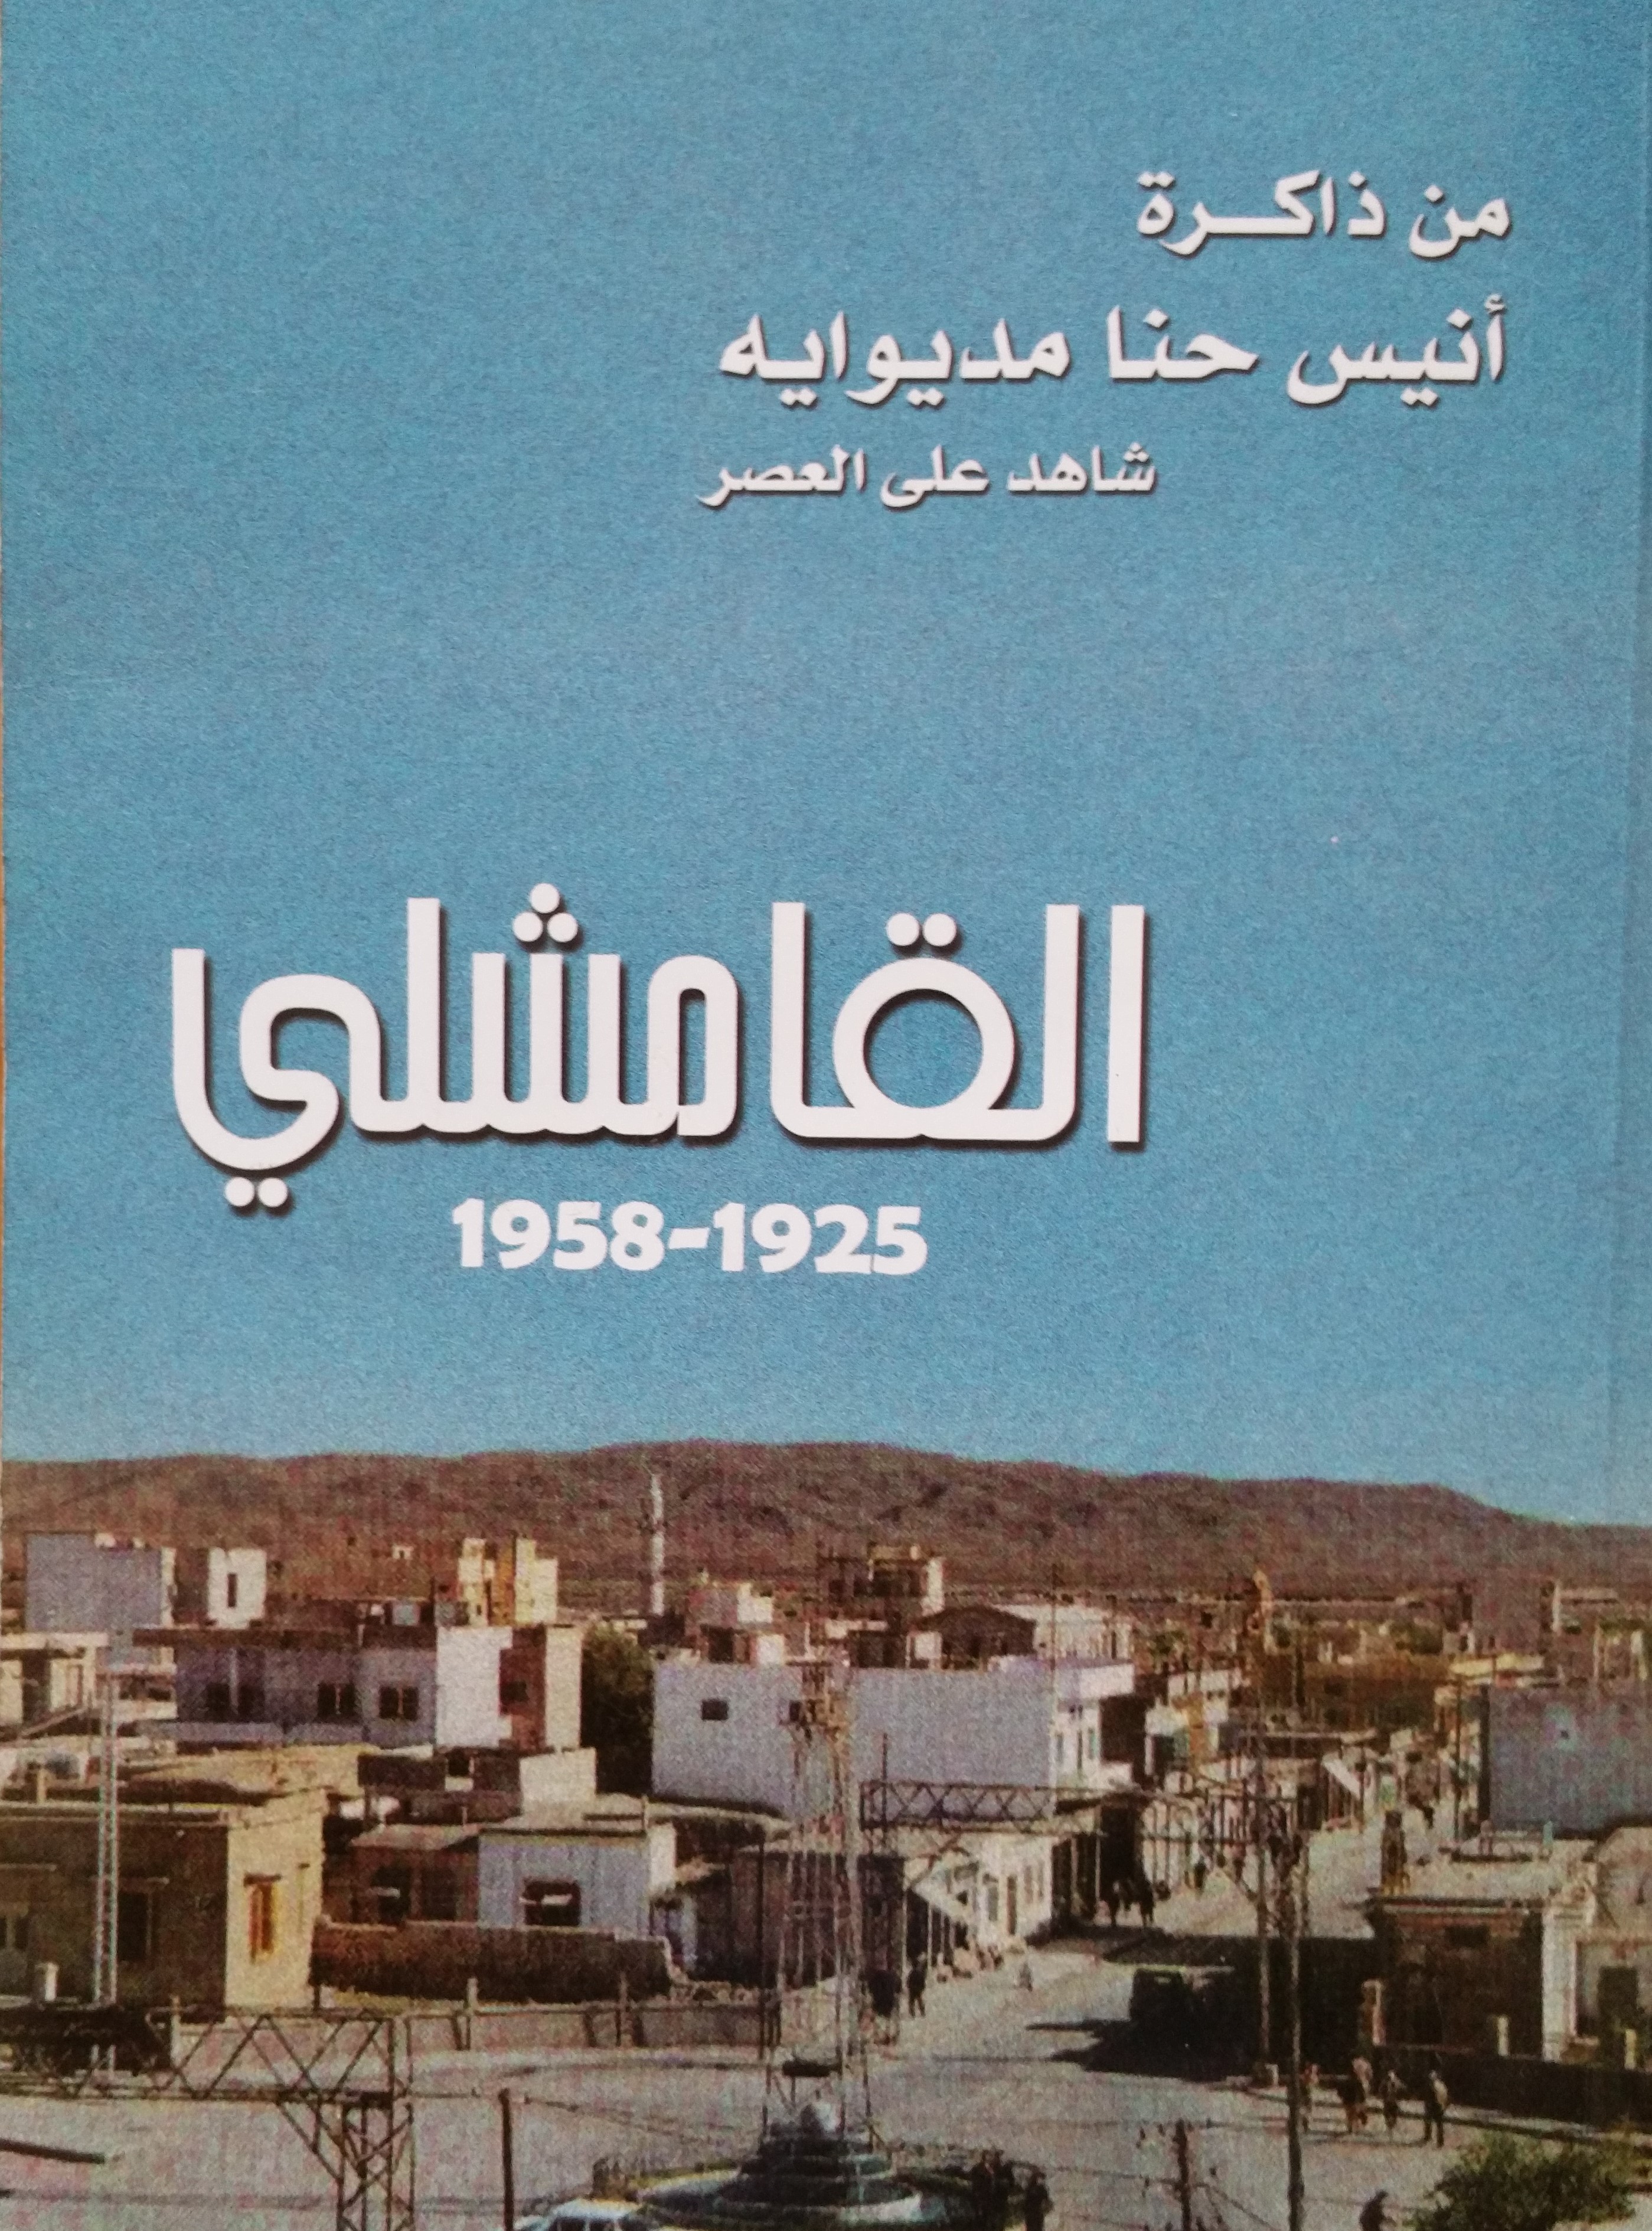 من ذاكرة
أنيس حنا مديوايه
شاهد على العصر
القامشلي
1958-1925